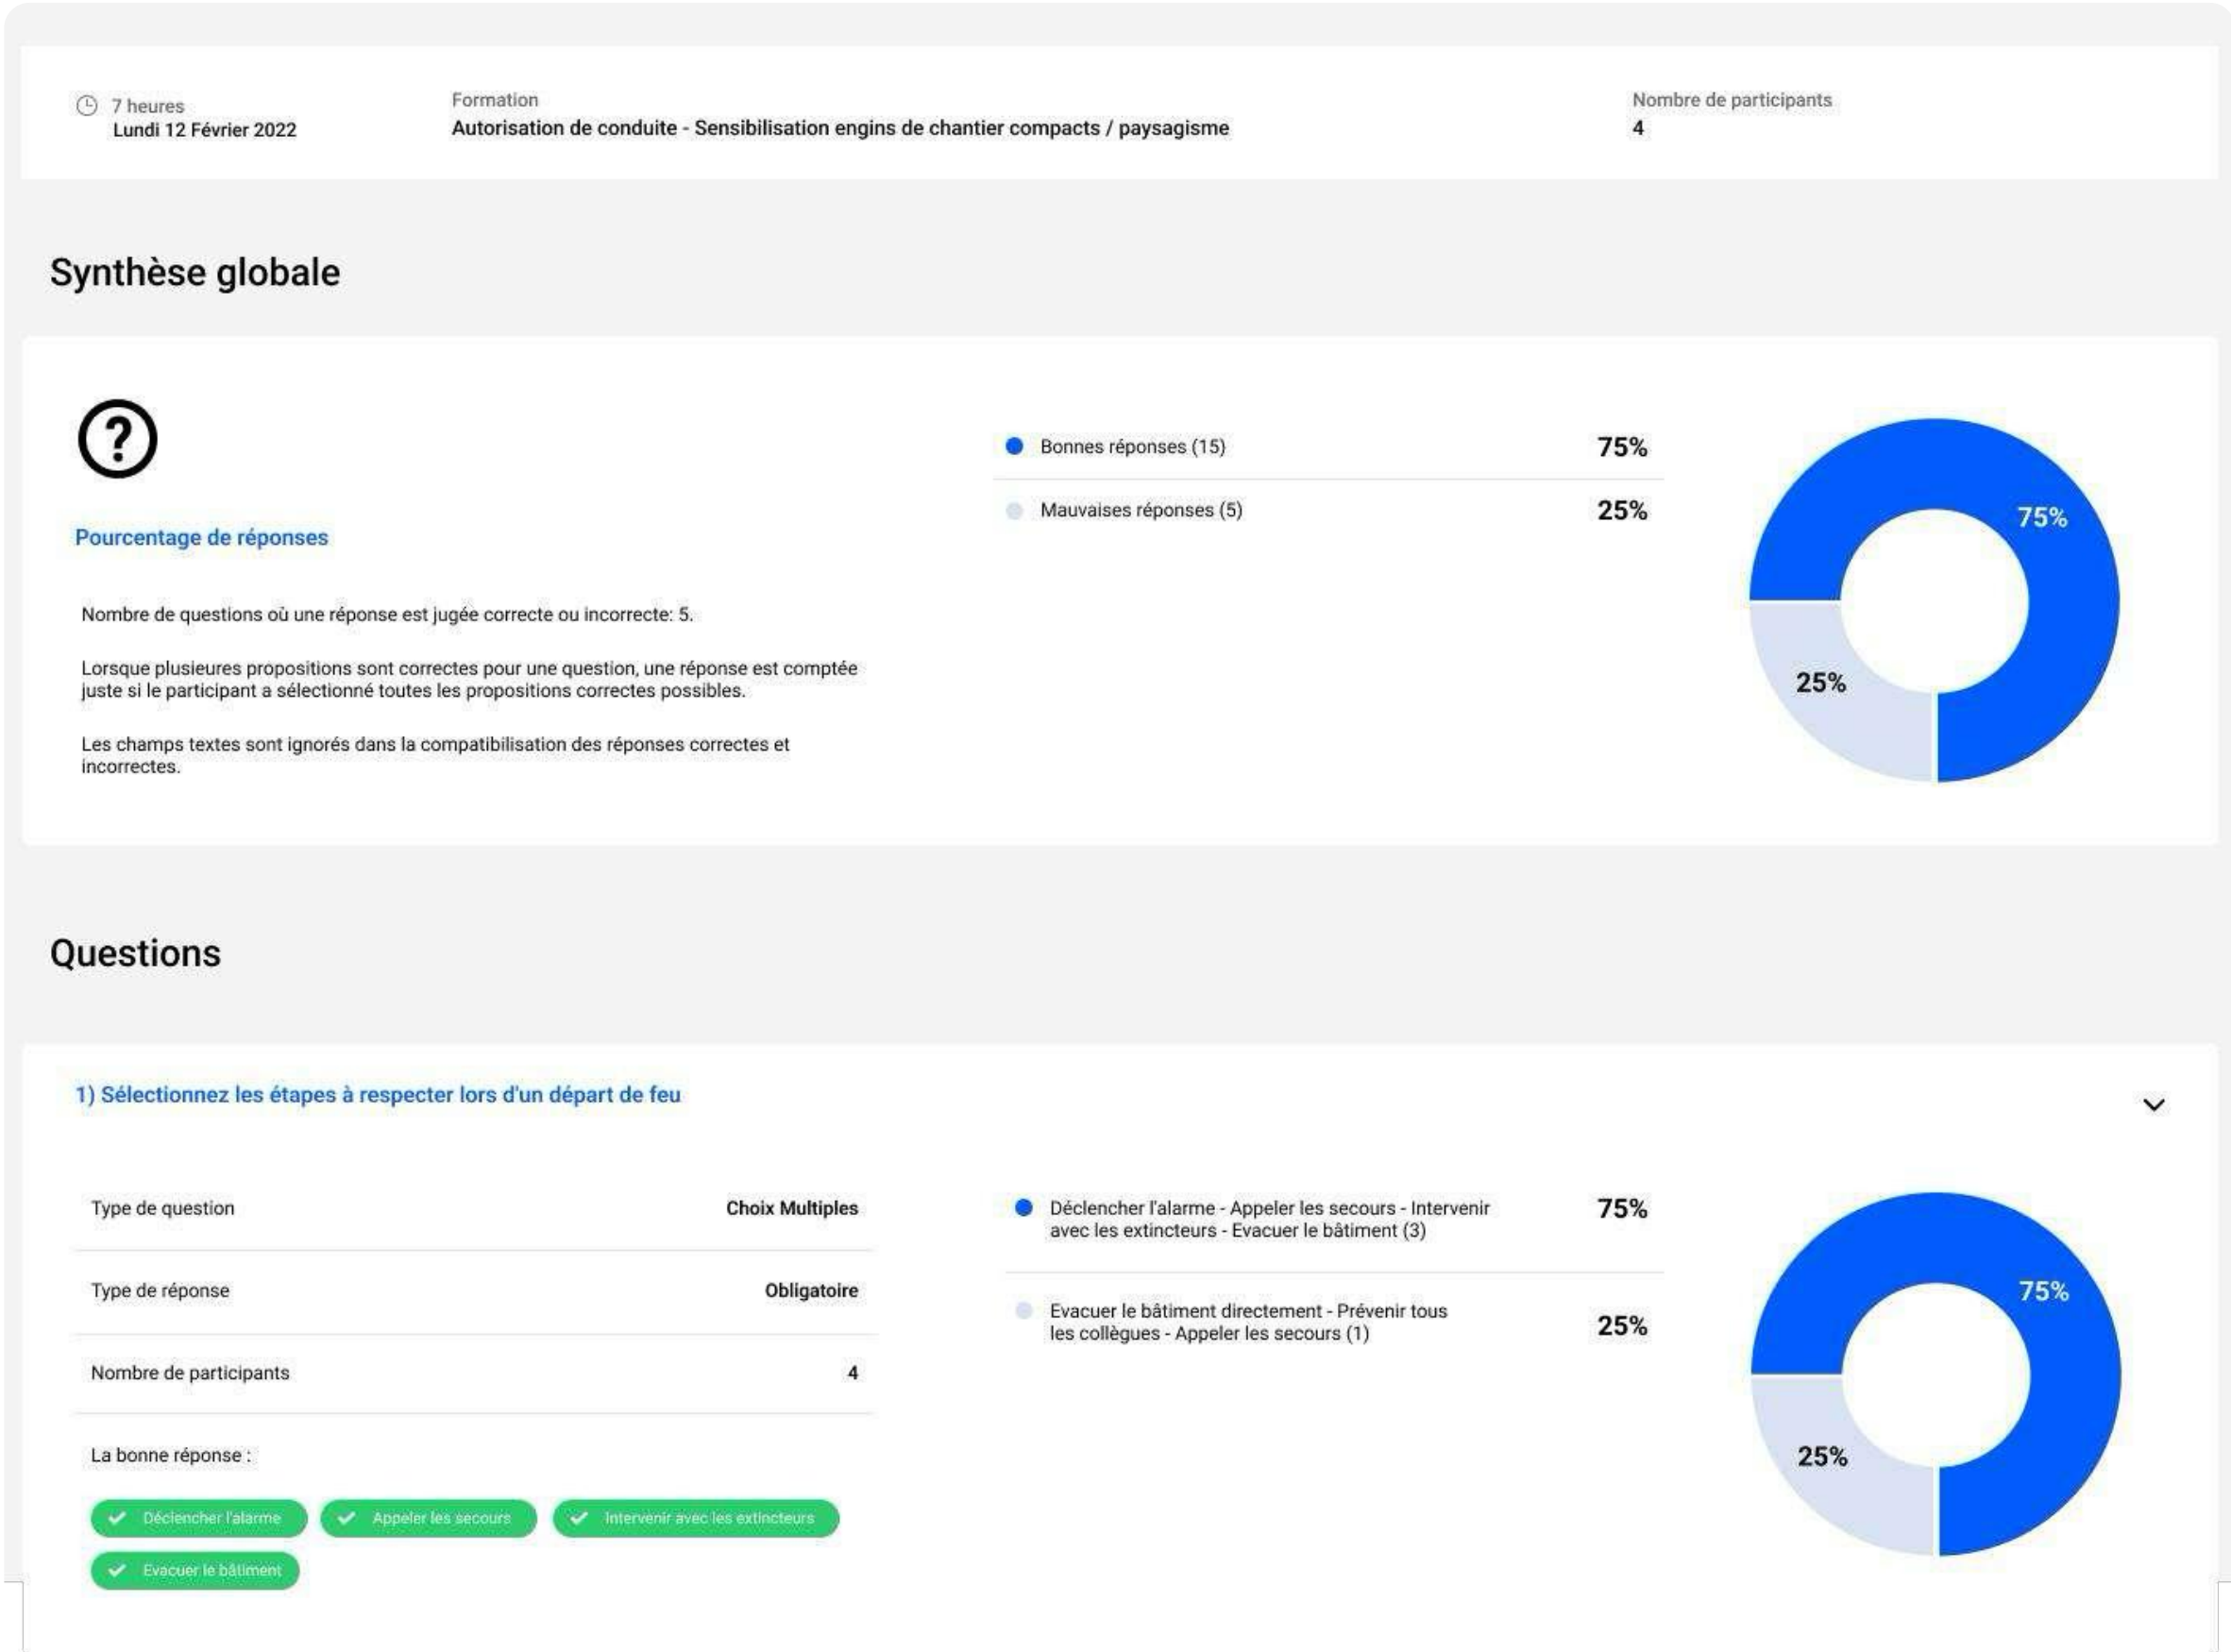 7 heures
Lundi 12 Février 2022
Formation
Autorisation de conduite - Sensibilisation engins de chantier compacts / paysagisme
Nombre de participants
4
Synthèse globale
?
Pourcentage de réponses
Nombre de questions où une réponse est jugée correcte ou incorrecte: 5.
Lorsque plusieures propositions sont correctes pour une question, une réponse est comptée
juste si le participant a sélectionné toutes les propositions correctes possibles.
Les champs textes sont ignorés dans la compatibilisation des réponses correctes et
incorrectes.
Bonnes réponses (15) 75%
Mauvaises réponses (5) 25%
75%
25%
Questions
1) Sélectionnez les étapes à respecter lors d'un départ de feu
Type de question Choix Multiples
Type de réponse Obligatoire
Nombre de participants 4
La bonne réponse :
Déclencher l'alarme
Appeler les secours
Intervenir avec les extincteurs
Evacuer le bâtiment
Déclencher l'alarme - Appeler les secours - Intervenir
avec les extincteurs - Evacuer le bâtiment (3)
75%
Evacuer le bâtiment directement - Prévenir tous
les collègues - Appeler les secours (1)
25%
75%
25%